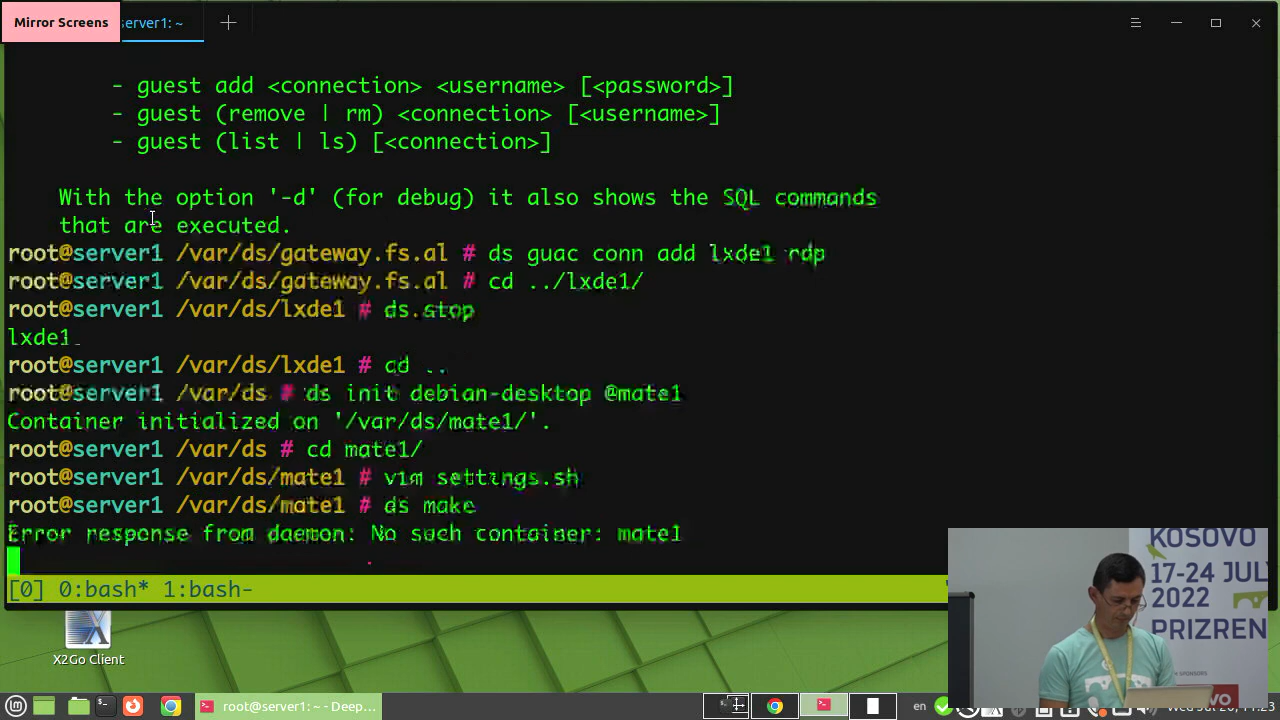 Mirror Screens
server1: ~
- guest add <connection> <username> [<password>]
- guest (remove | rm) <connection> [<username>]
- guest (list | ls) [<connection>]
With the option '-d' (for debug) it also shows the SQL commands
that are executed.
root@server1 /var/ds/gateway.fs.al # ds guac conn add lxde1 rdp
root@server1 /var/ds/gateway.fs.al # cd ../lxde1/
root@server1 /var/ds/lxde1 # ds stop
lxde1
root@server1 /var/ds/lxde1 # cd ..
root@server1 /var/ds # ds init debian-desktop @mate1
Container initialized on '/var/ds/mate1/'.
root@server1 /var/ds # cd mate1/
root@server1 /var/ds/mate1 # vim settings.sh
root@server1 /var/ds/mate1 # ds make
Error response from daemon: No such container: mate1
[0] 0:bash* 1:bash-
KOSOVO
17-24 JUL
2022
PRIZREN
SPONSORS
X2Go Client
root@server1: ~ - Deep...
en